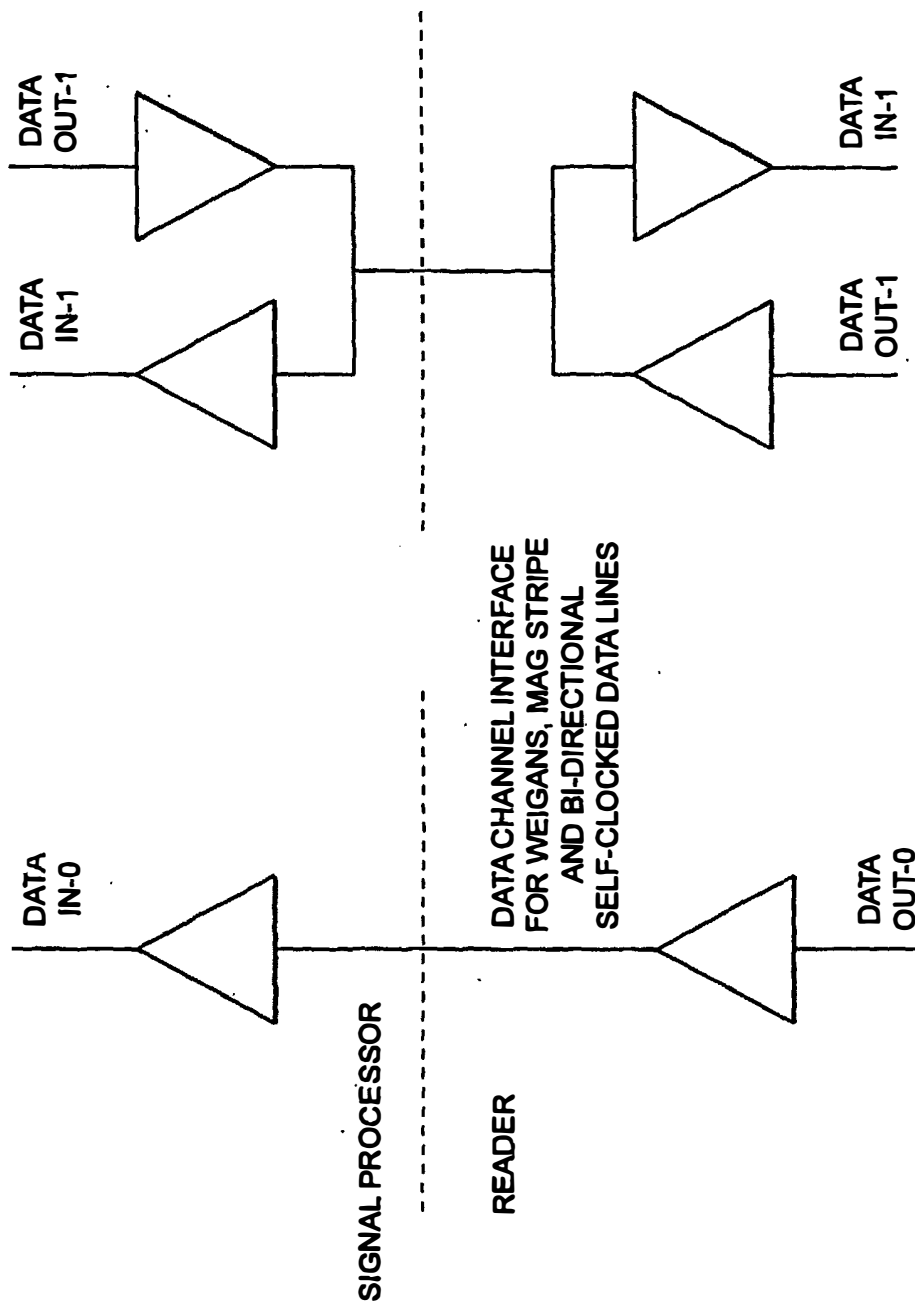 SIGNAL PROCESSOR
READER
DATA
IN-0
DATA
OUT-0
DATA CHANNEL INTERFACE
FOR WEIGANS, MAG STRIPE
AND BI-DIRECTIONAL
SELF-CLOCKED DATA LINES
DATA
IN-1
DATA
OUT-1
DATA
OUT-1
DATA
IN-1